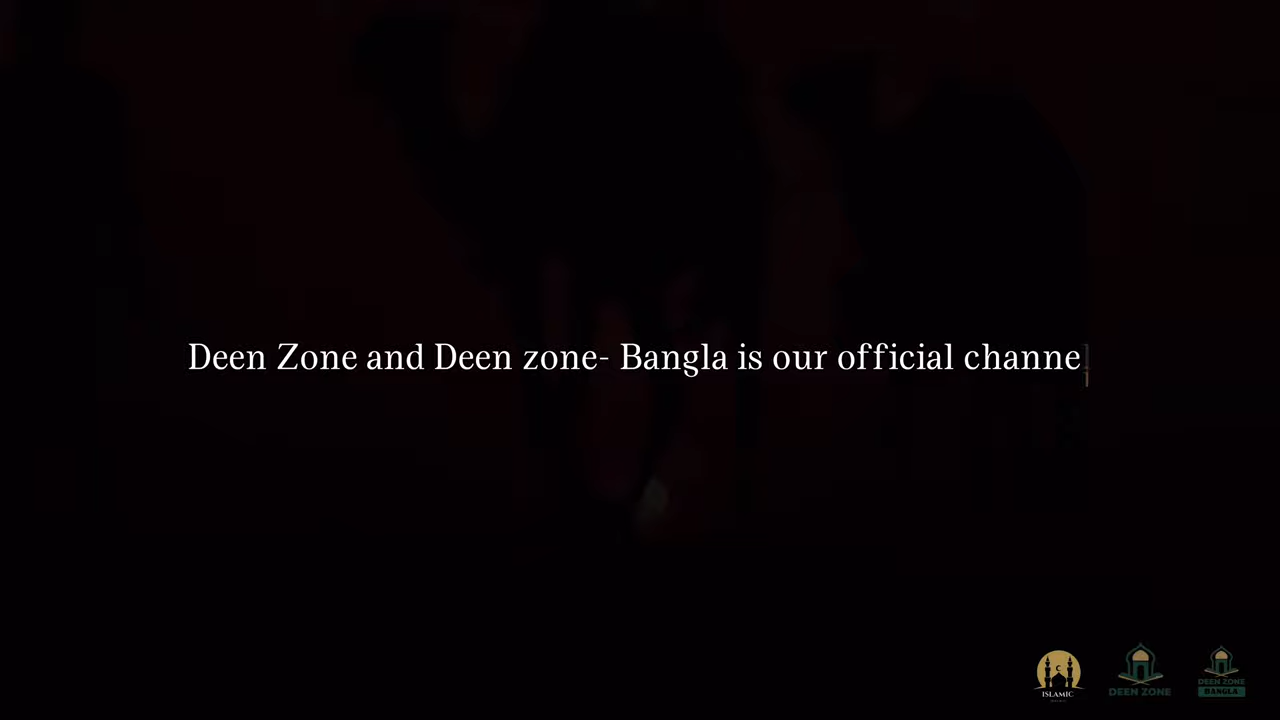 Deen Zone and Deen zone- Bangla is our official channe
ISLAMIC
DEEN ZONE
DEEN ZONE
BANGLA